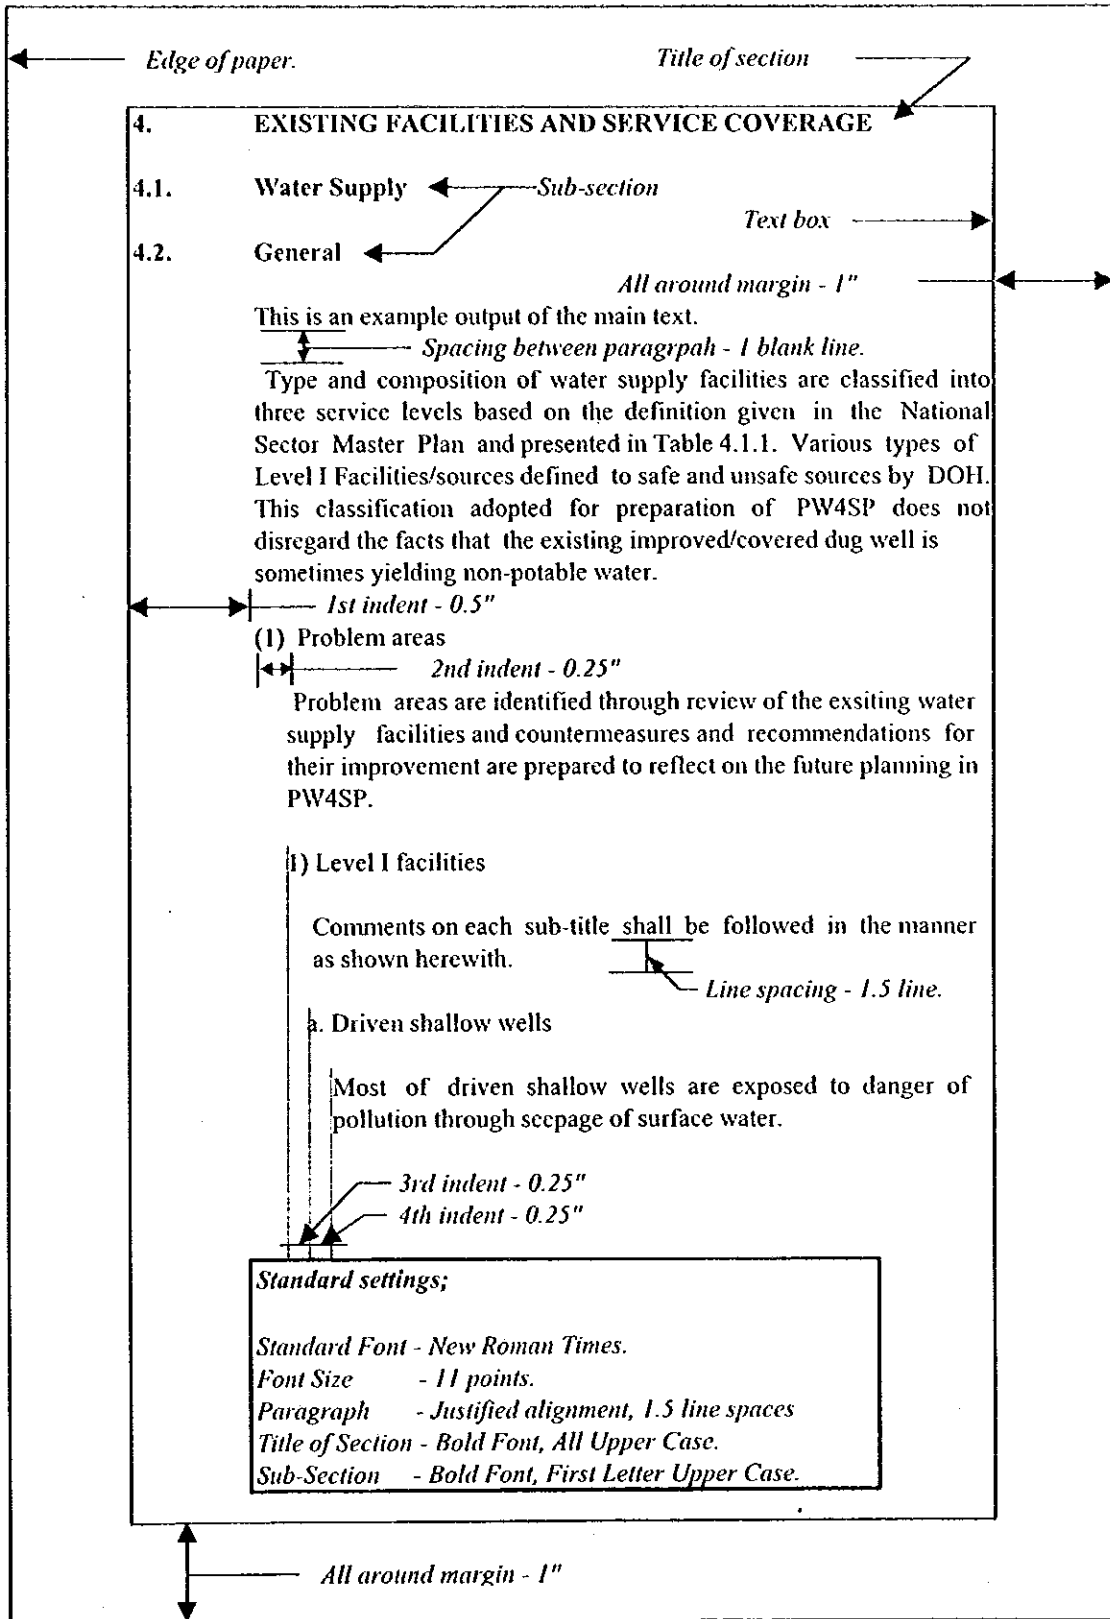 Edge of paper.
Title of section
4. EXISTING FACILITIES AND SERVICE COVERAGE
4.1. Water Supply
Sub-section
Text box
4.2. General
All around margin - 1"
This is an example output of the main text.
Spacing between paragrpah - 1 blank line.
Type and composition of water supply facilities are classified into
three service levels based on the definition given in the National
Sector Master Plan and presented in Table 4.1.1. Various types of
Level I Facilities/sources defined to safe and unsafe sources by DOH.
This classification adopted for preparation of PW4SP does not
disregard the facts that the existing improved/covered dug well is
sometimes yielding non-potable water.
1st indent - 0.5"
(1) Problem areas
2nd indent - 0.25"
Problem areas are identified through review of the exsiting water
supply facilities and countermeasures and recommendations for
their improvement are prepared to reflect on the future planning in
PW4SP.
1) Level I facilities
Comments on each sub-title shall be followed in the manner
as shown herewith.
Line spacing - 1.5 line.
a. Driven shallow wells
Most of driven shallow wells are exposed to danger of
pollution through seepage of surface water.
3rd indent - 0.25"
4th indent - 0.25"
Standard settings;
Standard Font - New Roman Times.
Font Size - 11 points.
Paragraph - Justified alignment, 1.5 line spaces
Title of Section - Bold Font, All Upper Case.
Sub-Section - Bold Font, First Letter Upper Case.
All around margin - 1"